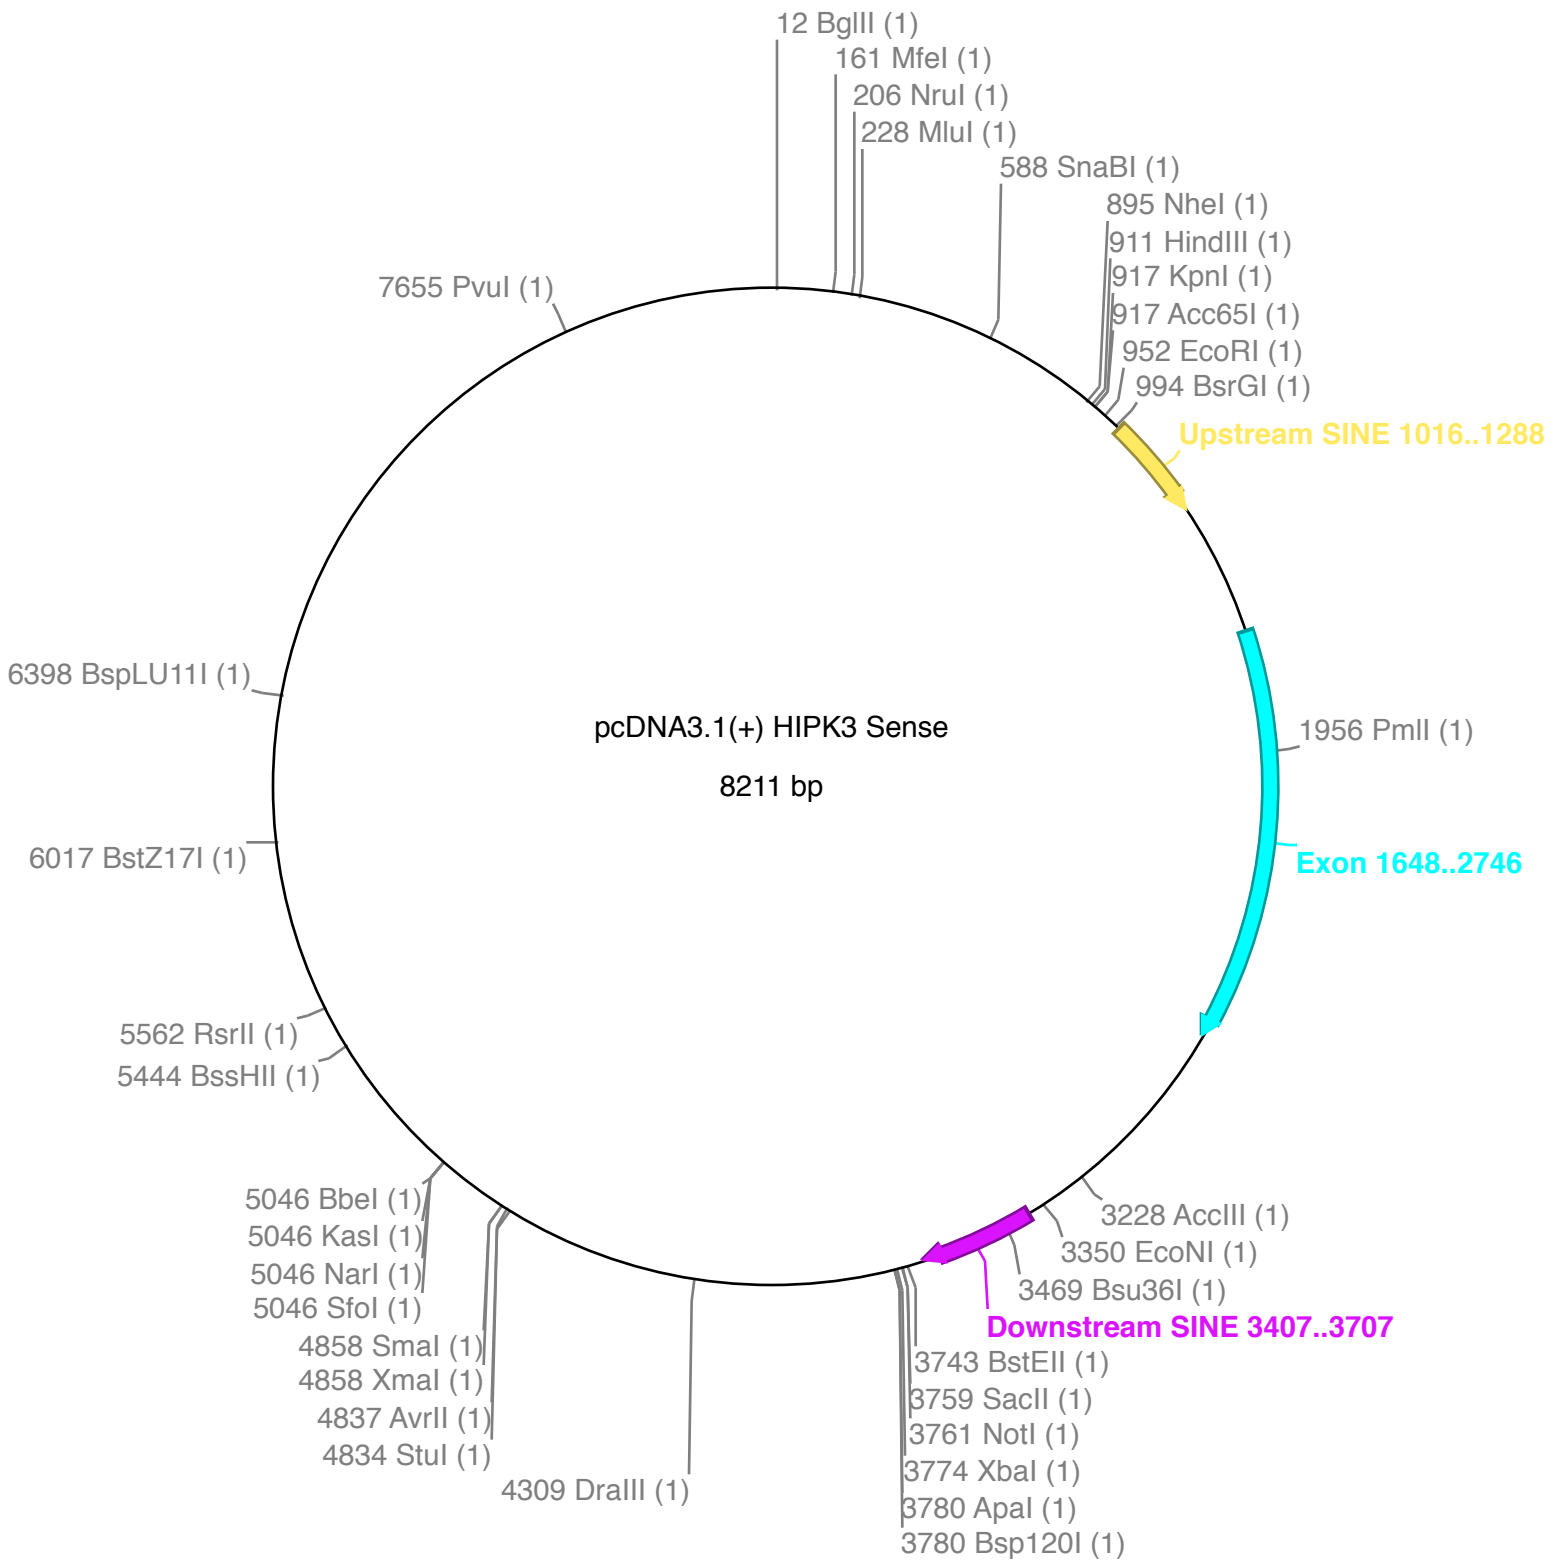 12 BglII (1)
161 MfeI (1)
206 NruI (1)
228 MluI (1)
588 SnaBI (1)
895 NheI (1)
911 HindIII (1)
917 KpnI (1)
917 Acc65I (1)
952 EcoRI (1)
994 BsrGI (1)
Upstream SINE 1016..1288
7655 PvuI (1)
6398 BspLU11I (1)
pcDNA3.1(+) HIPK3 Sense
8211 bp
1956 PmlI (1)
Exon 1648..2746
6017 BstZ17I (1)
5562 RsrII (1)
5444 BssHII (1)
5046 BbeI (1)
5046 KasI (1)
5046 NarI (1)
5046 SfoI (1)
4858 SmaI (1)
4858 XmaI (1)
4837 AvrII (1)
4834 StuI (1)
4309 DraIII (1)
3228 AccIII (1)
3350 EcoNI (1)
3469 Bsu36I (1)
Downstream SINE 3407..3707
3743 BstEII (1)
3759 SacII (1)
3761 NotI (1)
3774 XbaI (1)
3780 ApaI (1)
3780 Bsp120I (1)